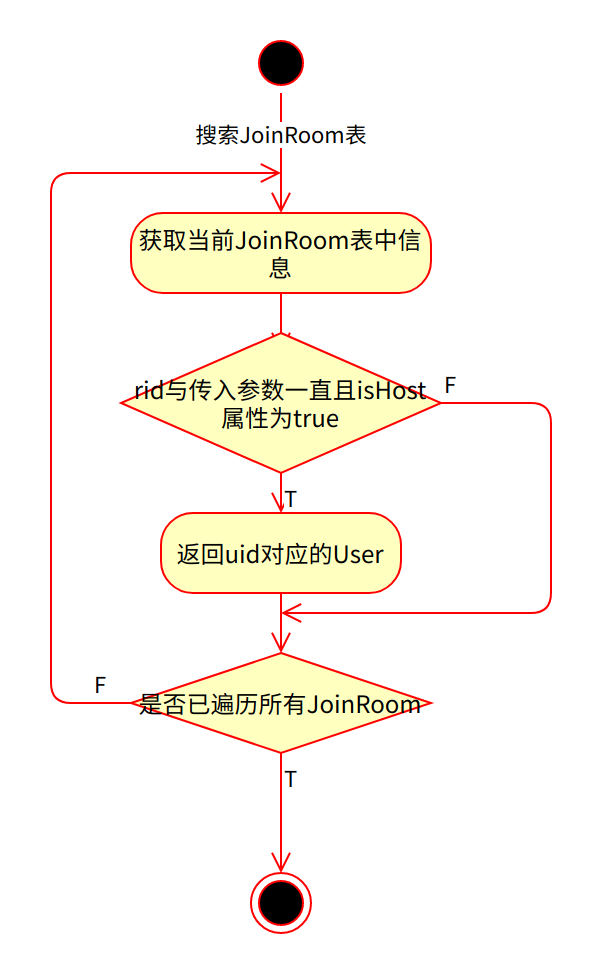 搜索JoinRoom表
获取当前JoinRoom表中信
息
rid与传入参数一直且isHost
属性为true
F
T
返回uid对应的User
F
是否已遍历所有JoinRoom
T